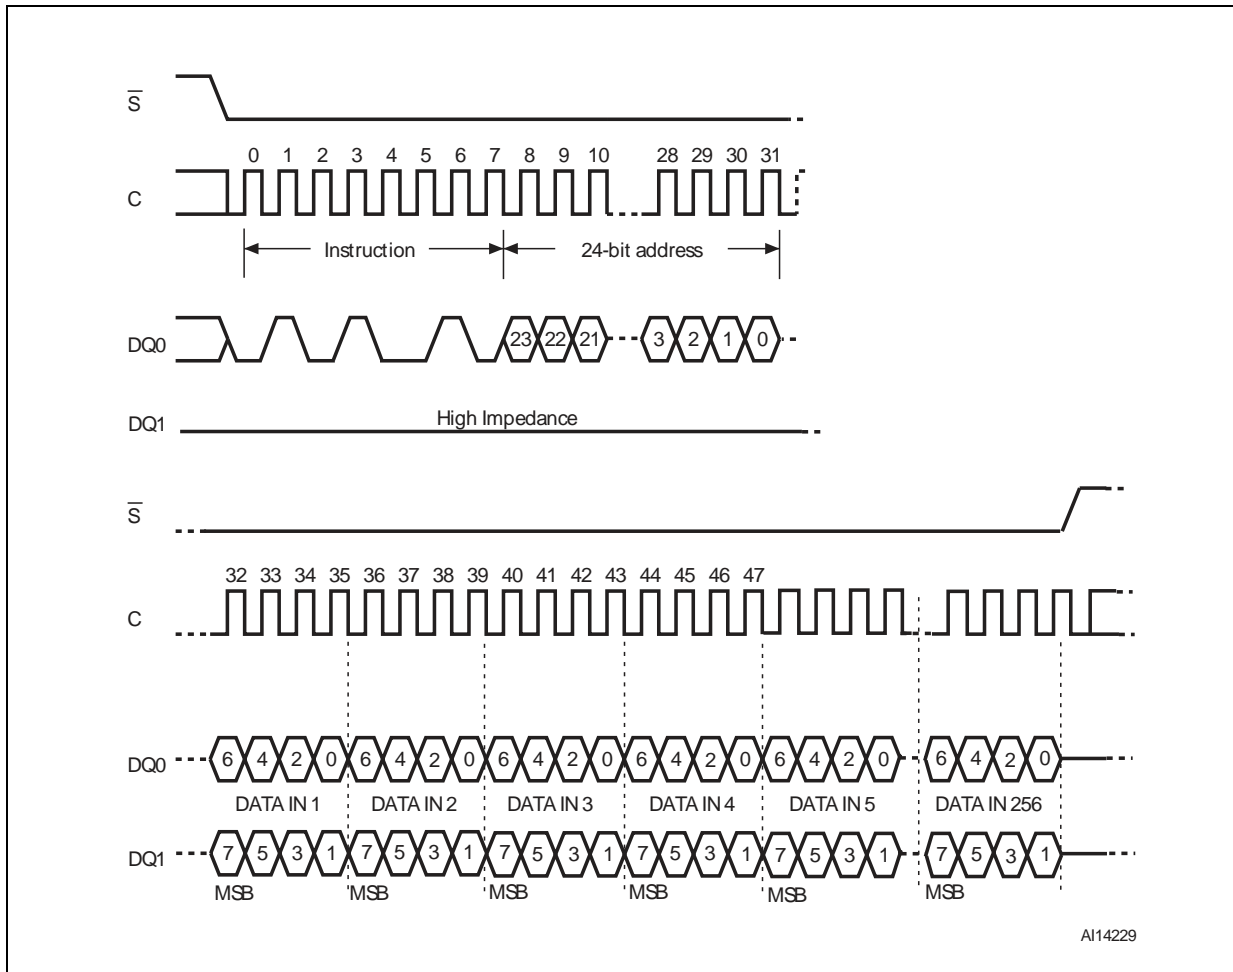 S
0 1 2 3 4 5 6 7 8 9 10 28 29 30 31
C
Instruction 24-bit address
DQ0 23 22 21 3 2 1 0
High Impedance
DQ1
S
32 33 34 35 36 37 38 39 40 41 42 43 44 45 46 47
C
DQ0 6 4 2 0 6 4 2 0 6 4 2 0 6 4 2 0 6 4 2 0 6 4 2 0
DATA IN 1 DATA IN 2 DATA IN 3 DATA IN 4 DATA IN 5 DATA IN 256
DQ1 7 5 3 1 7 5 3 1 7 5 3 1 7 5 3 1 7 5 3 1 7 5 3 1
MSB MSB MSB MSB MSB MSB
AI14229